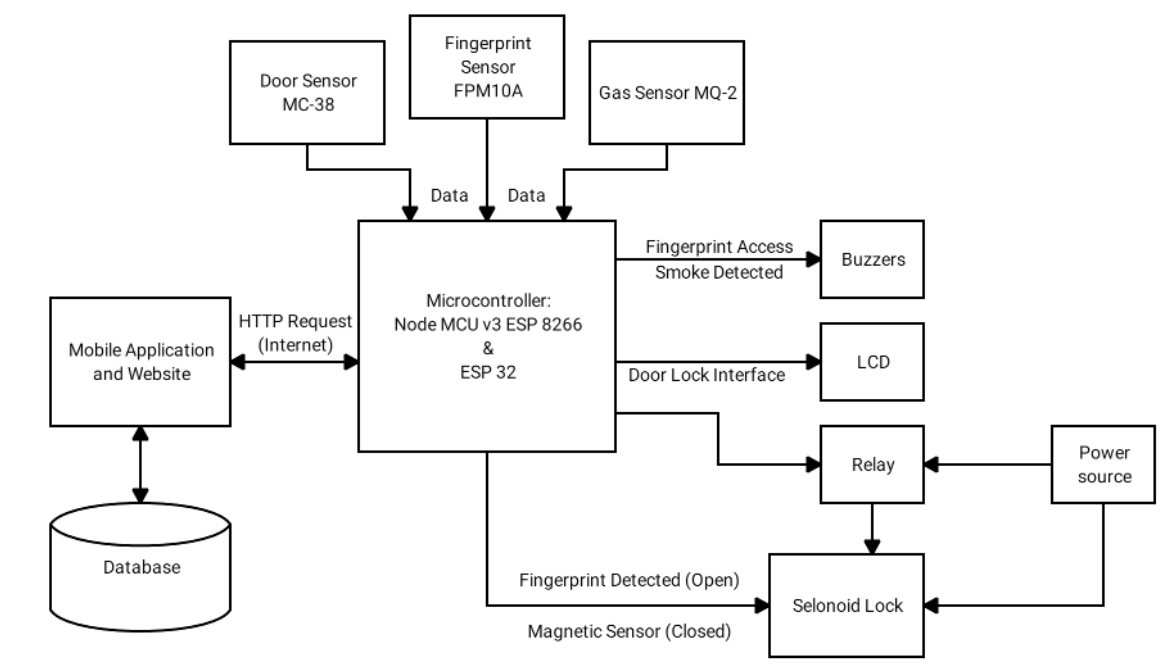 Fingerprint
Sensor
FPM10A
Door Sensor
MC-38
Gas Sensor MQ-2
Data
Data
Fingerprint Access
Smoke Detected
Buzzers
Microcontroller:
Node MCU v3 ESP 8266
&
ESP 32
HTTP Request
(Internet)
Mobile Application
and Website
Door Lock Interface
LCD
Relay
Power
source
Database
Fingerprint Detected (Open)
Magnetic Sensor (Closed)
Selonoid Lock